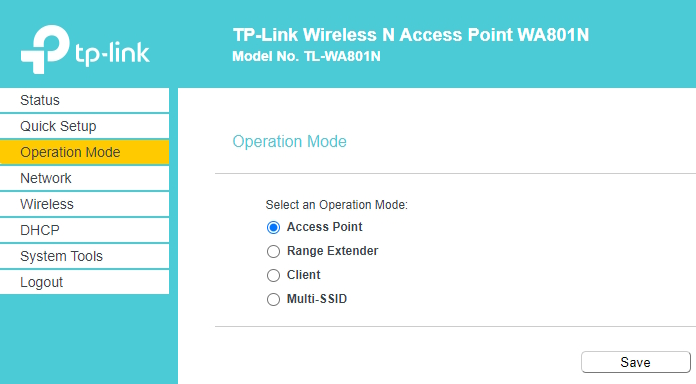 tp-link
TP-Link Wireless N Access Point WA801N
Model No. TL-WA801N
Status
Quick Setup
Operation Mode
Network
Wireless
DHCP
System Tools
Logout
Operation Mode
Select an Operation Mode:
Access Point
Range Extender
Client
Multi-SSID
Save